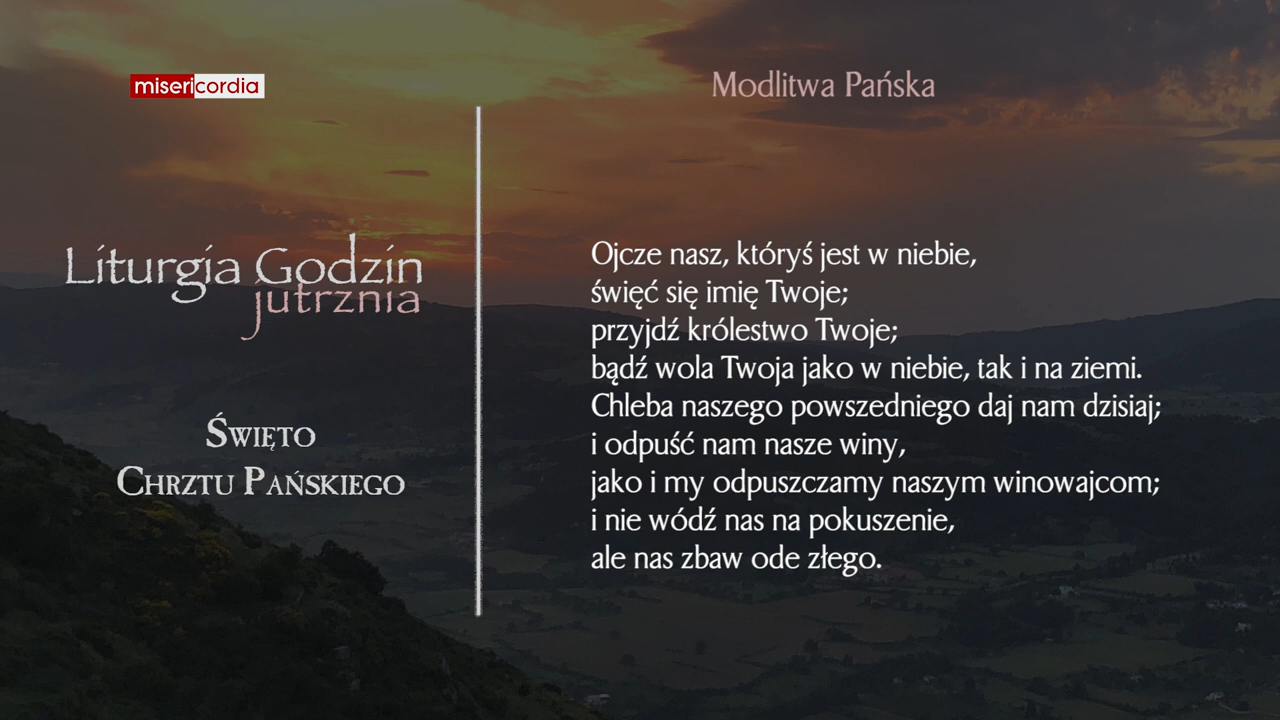 misericordia
Liturgia Godzin
jutrznia
Święto
Chrztu Pańskiego
Modlitwa Pańska
Ojcze nasz, któryś jest w niebie,
święć się imię Twoje;
przyjdź królestwo Twoje;
bądź wola Twoja jako w niebie, tak i na ziemi.
Chleba naszego powszedniego daj nam dzisiaj;
i odpuść nam nasze winy,
jako i my odpuszczamy naszym winowajcom;
i nie wódź nas na pokuszenie,
ale nas zbaw ode złego.